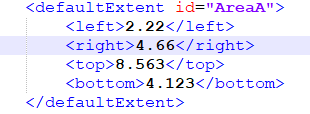 <defaultExtent id="AreaA">
<left>2.22</left>
<right>4.66</right>
<top>8.563</top>
<bottom>4.123</bottom>
</defaultExtent>